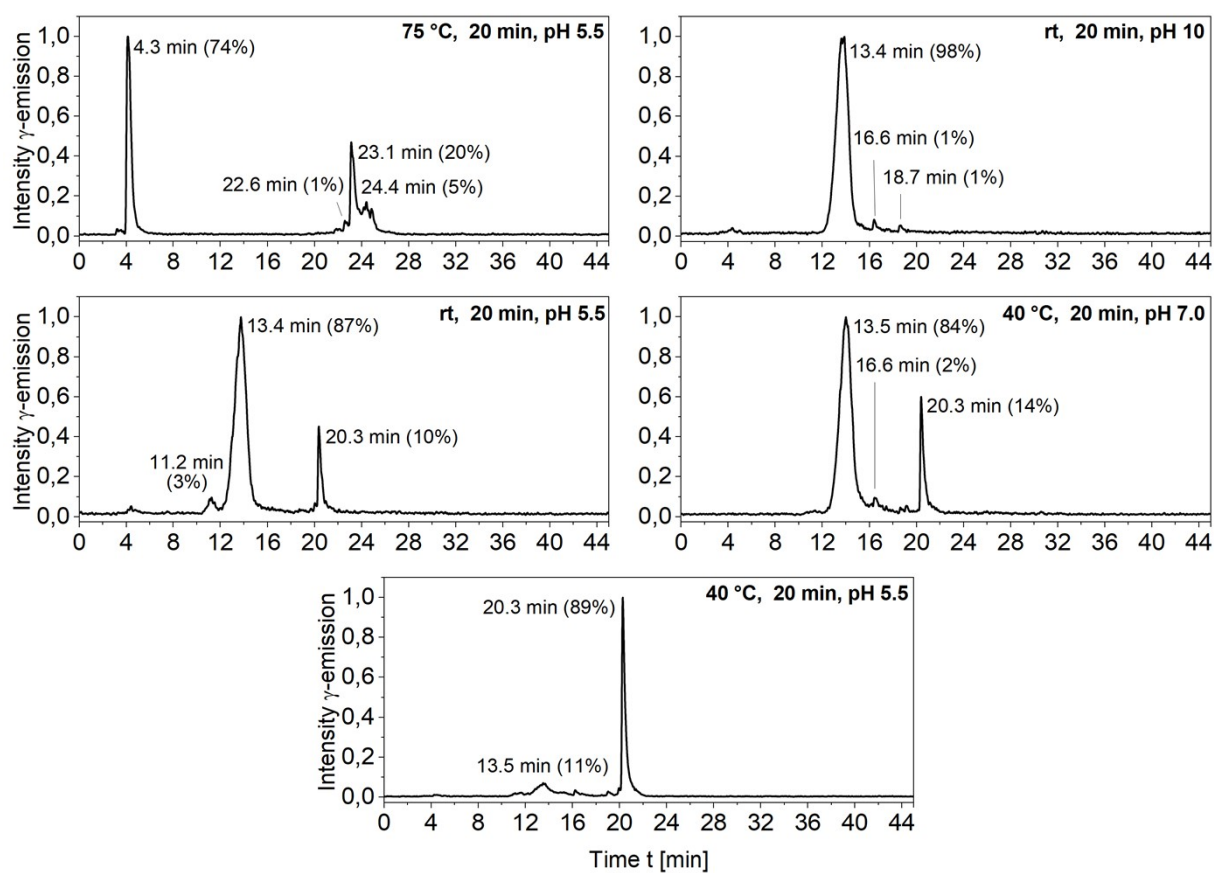 Intensity γ-emission
1,0
0,8
0,6
0,4
0,2
0,0
75 °C, 20 min, pH 5.5
4.3 min (74%)
23.1 min (20%)
22.6 min (1%)
24.4 min (5%)
0 4 8 12 16 20 24 28 32 36 40 44
1,0
0,8
0,6
0,4
0,2
0,0
rt, 20 min, pH 10
13.4 min (98%)
16.6 min (1%)
18.7 min (1%)
0 4 8 12 16 20 24 28 32 36 40 44
Intensity γ-emission
1,0
0,8
0,6
0,4
0,2
0,0
rt, 20 min, pH 5.5
13.4 min (87%)
20.3 min (10%)
11.2 min
(3%)
0 4 8 12 16 20 24 28 32 36 40 44
1,0
0,8
0,6
0,4
0,2
0,0
40 °C, 20 min, pH 7.0
13.5 min (84%)
16.6 min (2%)
20.3 min (14%)
0 4 8 12 16 20 24 28 32 36 40 44
Intensity γ-emission
1,0
0,8
0,6
0,4
0,2
0,0
40 °C, 20 min, pH 5.5
20.3 min (89%)
13.5 min (11%)
0 4 8 12 16 20 24 28 32 36 40 44
Time t [min]